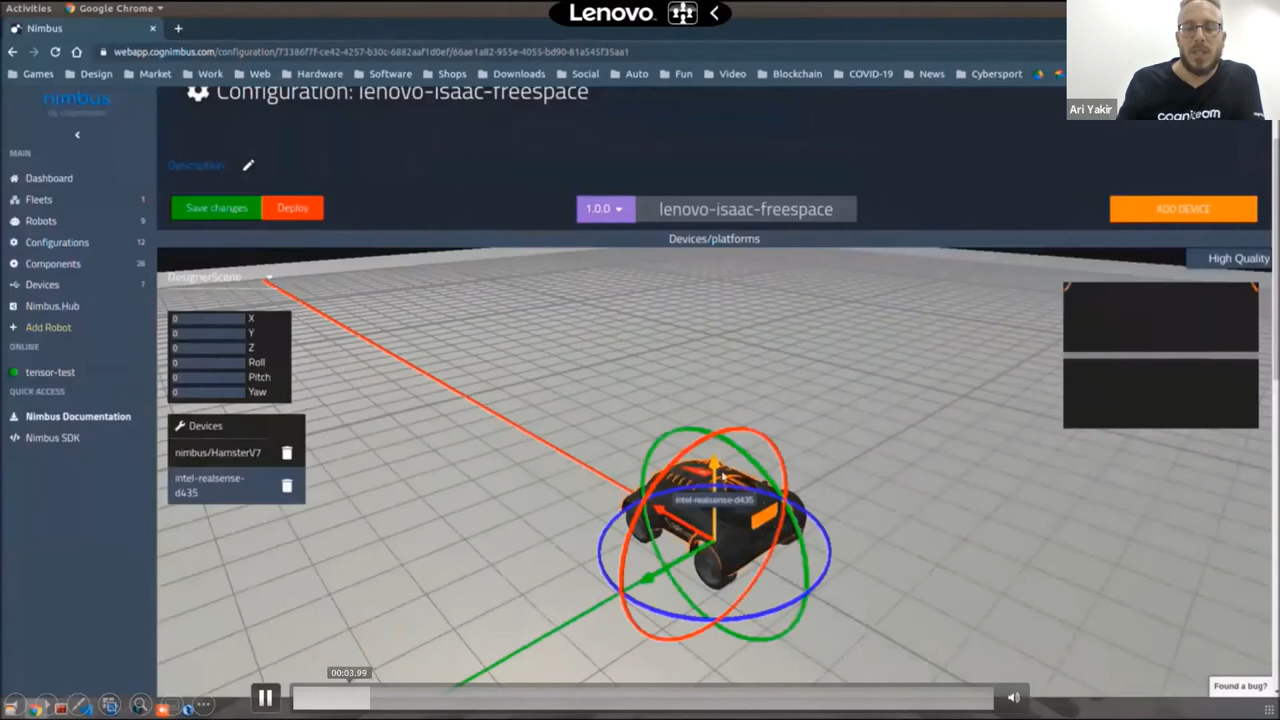 Activities
Google Chrome
Lenovo
Nimbus
webapp.cognimbus.com/configuration/73386f7f-ce42-4257-b30c-6882aaf1d0ef/66ae1a82-955e-4055-bd90-81a545f35aa1
Games Design Market Work Web Hardware Software Shops Downloads Social Auto Fun Video Blockchain COVID-19 News Cybersport
Ari Yakir
cogniteam
nimbus
Configuration: lenovo-isaac-freespace
MAIN
Dashboard
Fleets 1
Robots 9
Configurations 12
Components 26
Devices 7
Nimbus.Hub
Add Robot
ONLINE
tensor-test
QUICK ACCESS
Nimbus Documentation
Nimbus SDK
Description
Save changes
Deploy
1.0.0
lenovo-isaac-freespace
ADD DEVICE
Devices/platforms
High Quality
DesignerScene
0 X
0 Y
0 Z
0 Roll
0 Pitch
0 Yaw
Devices
nimbus/HamsterV7
intel-realsense-
d435
intel-realsense-d435
00:03.99
Found a bug?